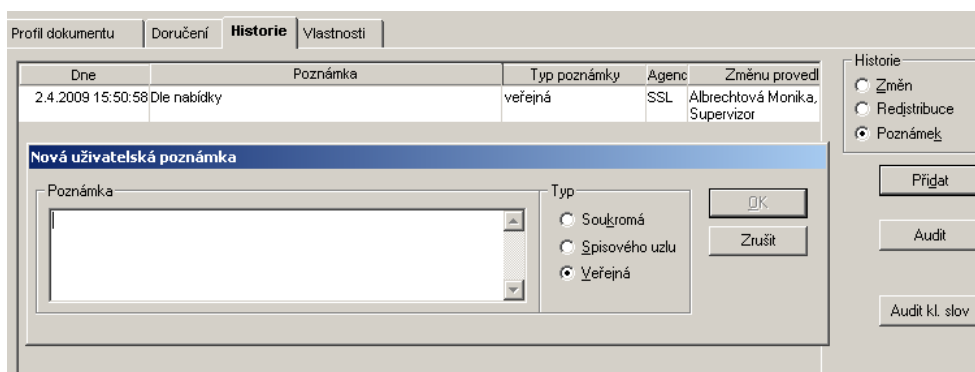 Profil dokumentu Doručení Historie Vlastnosti
Dne Poznámka Typ poznámky Agenc Změnu provedl
2.4.2009 15:50:58 Dle nabídky veřejná SSL Albrechtová Monika,
Supervizor
Historie
Změn
Redistribuce
Poznámek
Přidat
Audit
Audit kl. slov
Nová uživatelská poznámka
Poznámka
Typ
Soukromá
Spisového uzlu
Veřejná
OK
Zrušit